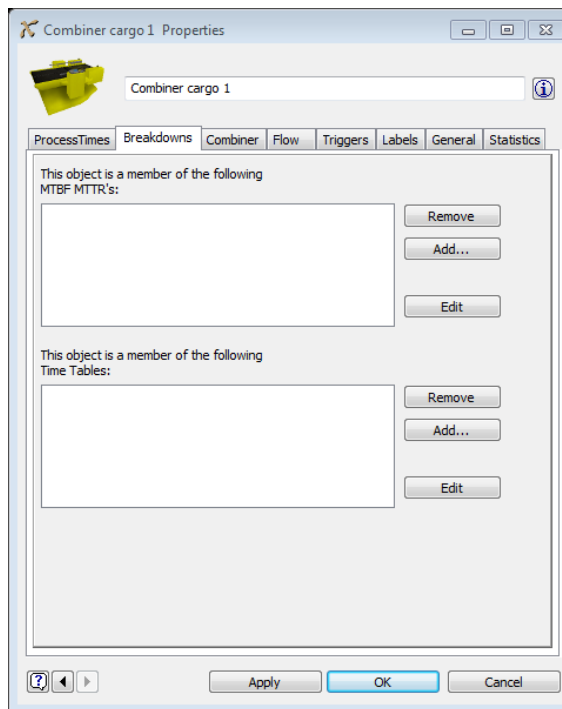 Combiner cargo 1 Properties
Combiner cargo 1
ProcessTimes Breakdowns Combiner Flow Triggers Labels General Statistics
This object is a member of the following
MTBF MTTR's:
Remove
Add...
Edit
This object is a member of the following
Time Tables:
Remove
Add...
Edit
Apply OK Cancel